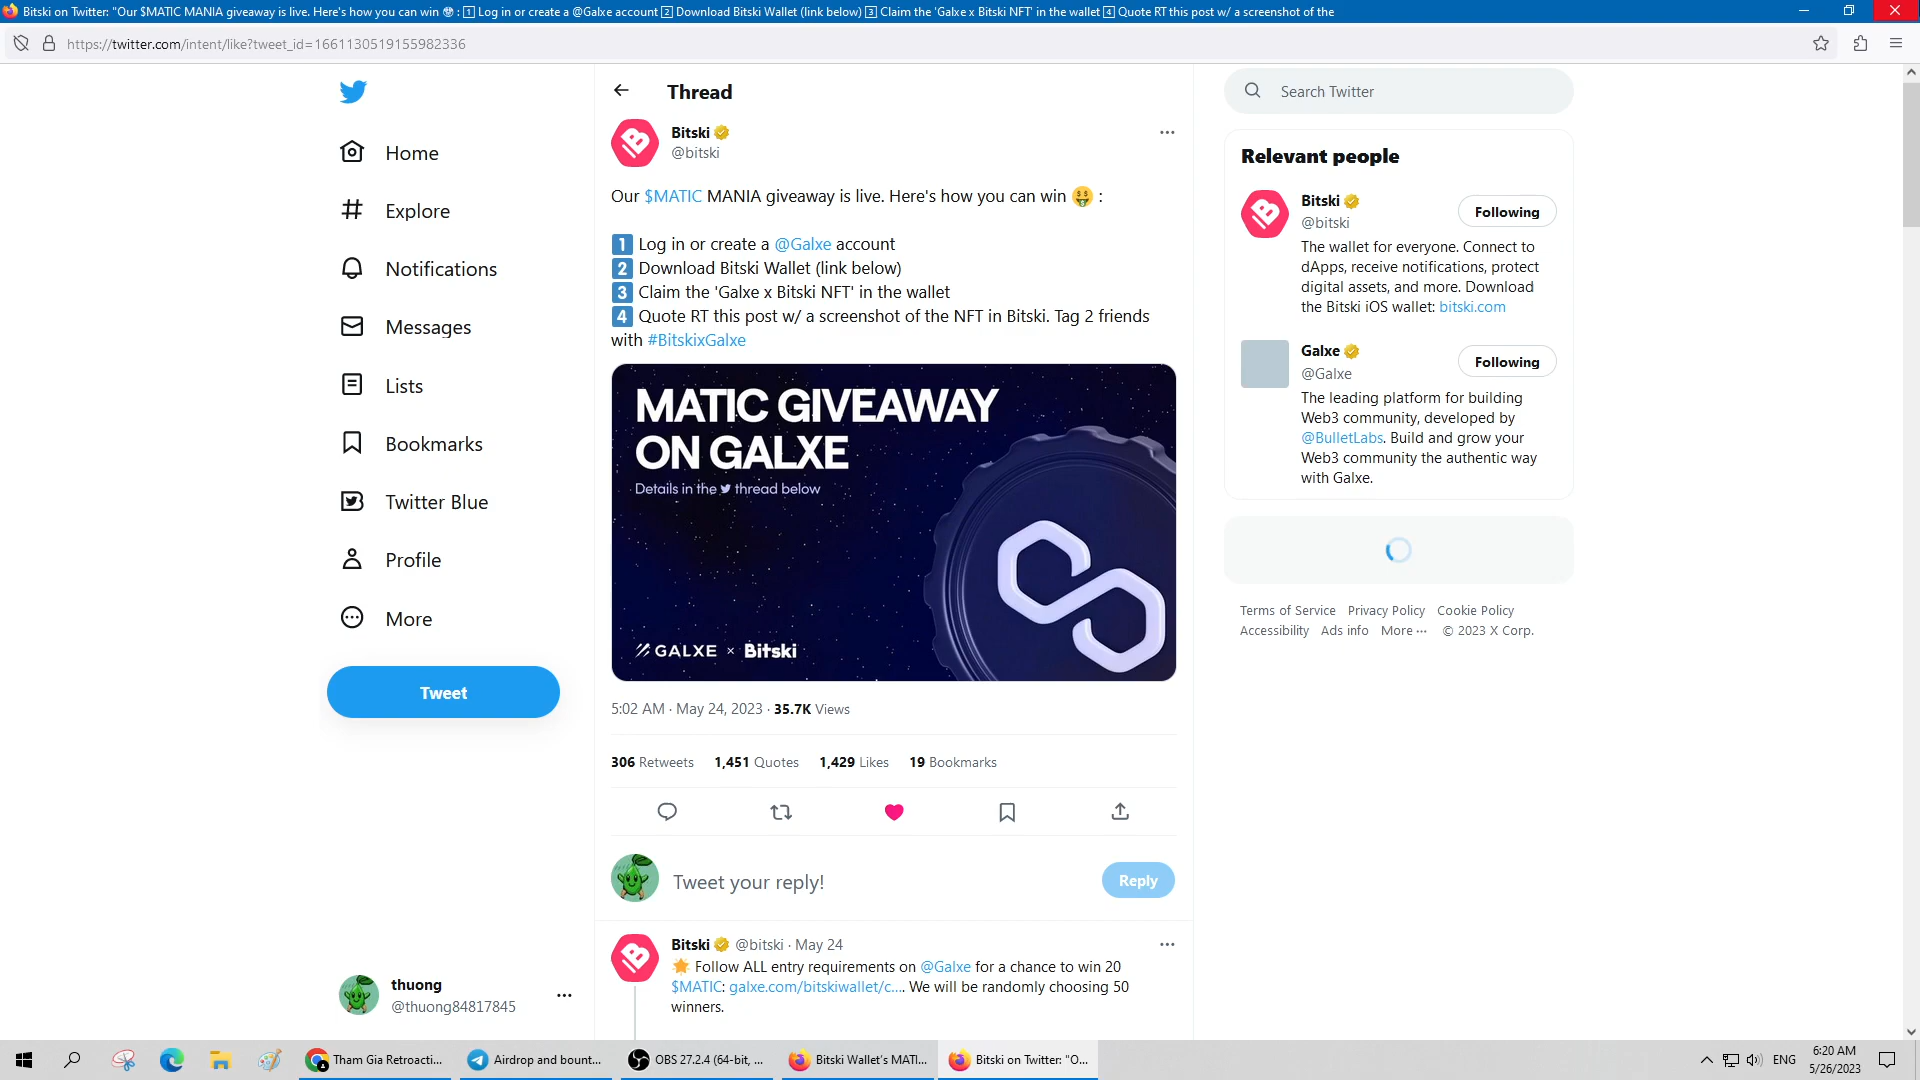 Bitski on Twitter: "Our $MATIC MANIA giveaway is live. Here's how you can win 🤑 : 1️⃣ Log in or create a @Galxe account 2️⃣ Download Bitski Wallet (link below) 3️⃣ Claim the 'Galxe x Bitski NFT' in the wallet 4️⃣ Quote RT this post w/ a screenshot of the
https://twitter.com/intent/like?tweet_id=1661130519155982336
Home
Explore
Notifications
Messages
Lists
Bookmarks
Twitter Blue
Profile
More
Tweet
thuong
@thuong84817845
Thread
Bitski
@bitski
Our $MATIC MANIA giveaway is live. Here's how you can win 🤑 :
1️⃣ Log in or create a @Galxe account
2️⃣ Download Bitski Wallet (link below)
3️⃣ Claim the 'Galxe x Bitski NFT' in the wallet
4️⃣ Quote RT this post w/ a screenshot of the NFT in Bitski. Tag 2 friends
with #BitskixGalxe
MATIC GIVEAWAY
ON GALXE
Details in the thread below
GALXE × Bitski
5:02 AM · May 24, 2023 · 35.7K Views
306 Retweets 1,451 Quotes 1,429 Likes 19 Bookmarks
Tweet your reply!
Reply
Bitski @bitski · May 24
🌟 Follow ALL entry requirements on @Galxe for a chance to win 20
$MATIC: galxe.com/bitskiwallet/c.... We will be randomly choosing 50
winners.
Search Twitter
Relevant people
Bitski
@bitski
Following
The wallet for everyone. Connect to
dApps, receive notifications, protect
digital assets, and more. Download
the Bitski iOS wallet: bitski.com
Galxe
@Galxe
Following
The leading platform for building
Web3 community, developed by
@BulletLabs. Build and grow your
Web3 community the authentic way
with Galxe.
Terms of Service Privacy Policy Cookie Policy
Accessibility Ads info More ··· © 2023 X Corp.
Tham Gia Retroacti...
Airdrop and bount...
OBS 27.2.4 (64-bit, ...
Bitski Wallet's MATI...
Bitski on Twitter: "O...
ENG
6:20 AM
5/26/2023